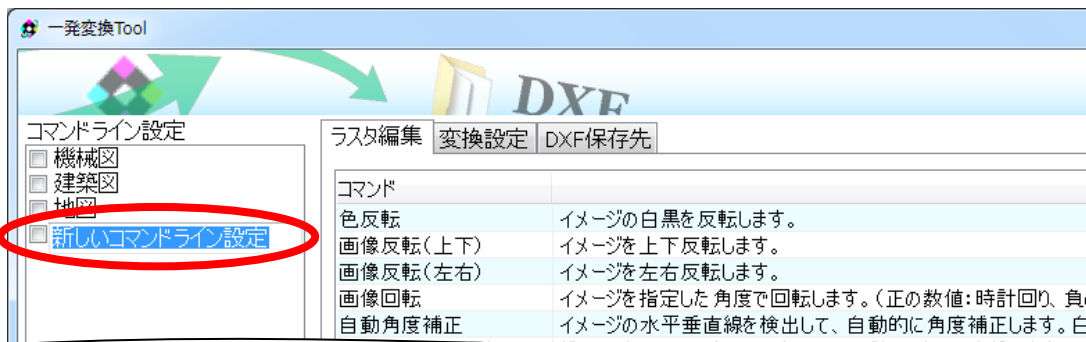 一発変換Tool
DXF
コマンドライン設定
機械図
建築図
地図
新しいコマンドライン設定
ラスタ編集 変換設定 DXF保存先
コマンド
色反転 イメージの白黒を反転します。
画像反転(上下) イメージを上下反転します。
画像反転(左右) イメージを左右反転します。
画像回転 イメージを指定した角度で回転します。(正の数値:時計回り、負
自動角度補正 イメージの水平垂直線を検出して、自動的に角度補正します。白